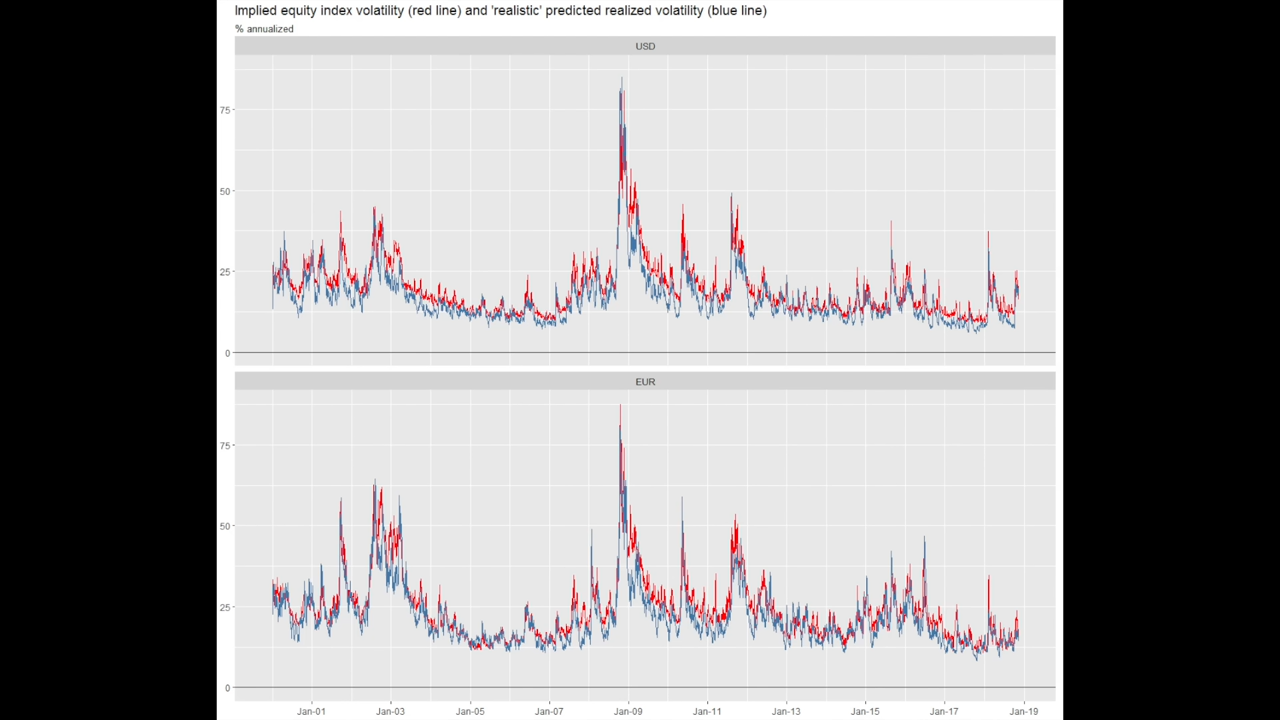 Implied equity index volatility (red line) and 'realistic' predicted realized volatility (blue line)
% annualized
USD
75
50
25
0
EUR
75
50
25
0
Jan-01 Jan-03 Jan-05 Jan-07 Jan-09 Jan-11 Jan-13 Jan-15 Jan-17 Jan-19